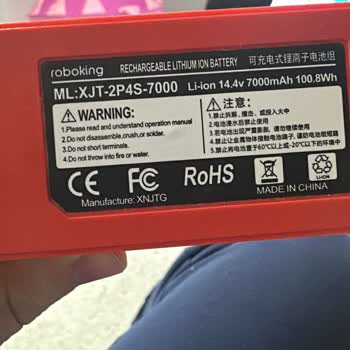 roboking RECHARGEABLE LITHIUM ION BATTERY 可充电式锂离子电池组
ML:XJT-2P4S-7000 Li-ion 14.4v 7000mAh 100.8Wh
WARNING:
1.Please read and understand operation manual
2.Do not disassemble,crush,or solder.
3.Do not short terminals.
4.Do not throw into fire or water.
注意:
1.禁止拆解、撞击、或投入火中
2.电池浸水后禁止使用
3.若电池出现严重膨胀, 请勿继续使用
4.禁止让金属物体接触电池端子, 请防电池短路
5.禁止将电池置于60℃以上或-20℃以下的环境中
CE FC RoHS
LI-ION
Manufacture: XNJTG
MADE IN CHINA